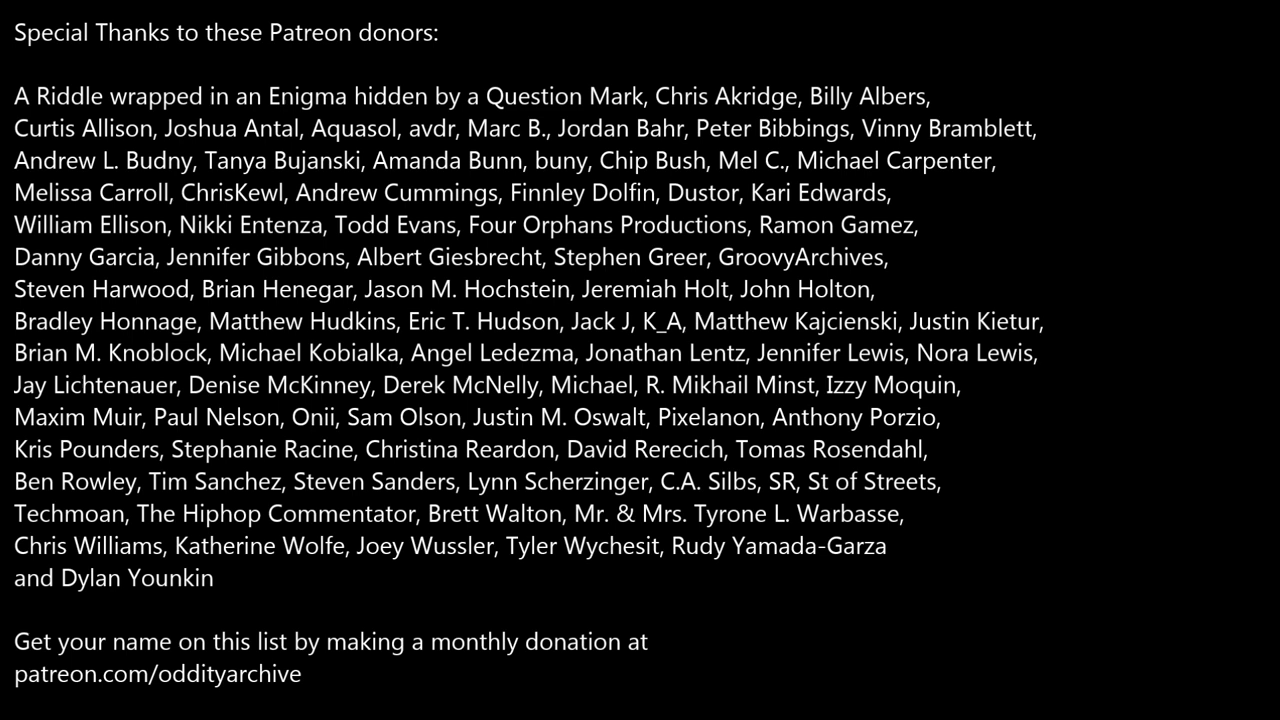 Special Thanks to these Patreon donors:
A Riddle wrapped in an Enigma hidden by a Question Mark, Chris Akridge, Billy Albers,
Curtis Allison, Joshua Antal, Aquasol, avdr, Marc B., Jordan Bahr, Peter Bibbings, Vinny Bramblett,
Andrew L. Budny, Tanya Bujanski, Amanda Bunn, buny, Chip Bush, Mel C., Michael Carpenter,
Melissa Carroll, ChrisKewl, Andrew Cummings, Finnley Dolfin, Dustor, Kari Edwards,
William Ellison, Nikki Entenza, Todd Evans, Four Orphans Productions, Ramon Gamez,
Danny Garcia, Jennifer Gibbons, Albert Giesbrecht, Stephen Greer, GroovyArchives,
Steven Harwood, Brian Henegar, Jason M. Hochstein, Jeremiah Holt, John Holton,
Bradley Honnage, Matthew Hudkins, Eric T. Hudson, Jack J, K_A, Matthew Kajcienski, Justin Kietur,
Brian M. Knoblock, Michael Kobialka, Angel Ledezma, Jonathan Lentz, Jennifer Lewis, Nora Lewis,
Jay Lichtenauer, Denise McKinney, Derek McNelly, Michael, R. Mikhail Minst, Izzy Moquin,
Maxim Muir, Paul Nelson, Onii, Sam Olson, Justin M. Oswalt, Pixelanon, Anthony Porzio,
Kris Pounders, Stephanie Racine, Christina Reardon, David Rerecich, Tomas Rosendahl,
Ben Rowley, Tim Sanchez, Steven Sanders, Lynn Scherzinger, C.A. Silbs, SR, St of Streets,
Techmoan, The Hiphop Commentator, Brett Walton, Mr. & Mrs. Tyrone L. Warbasse,
Chris Williams, Katherine Wolfe, Joey Wussler, Tyler Wychesit, Rudy Yamada-Garza
and Dylan Younkin
Get your name on this list by making a monthly donation at
patreon.com/oddityarchive